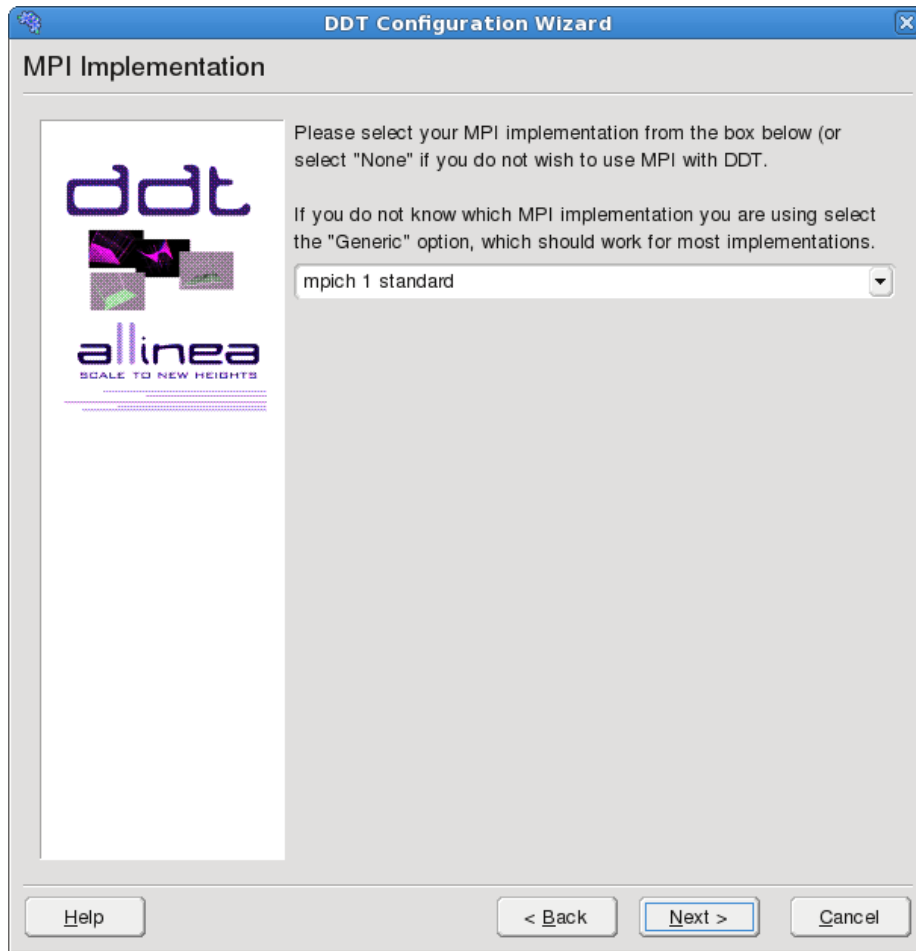 DDT Configuration Wizard
MPI Implementation
ddt
allinea
SCALE TO NEW HEIGHTS
Please select your MPI implementation from the box below (or
select "None" if you do not wish to use MPI with DDT.
If you do not know which MPI implementation you are using select
the "Generic" option, which should work for most implementations.
mpich 1 standard
Help
< Back
Next >
Cancel